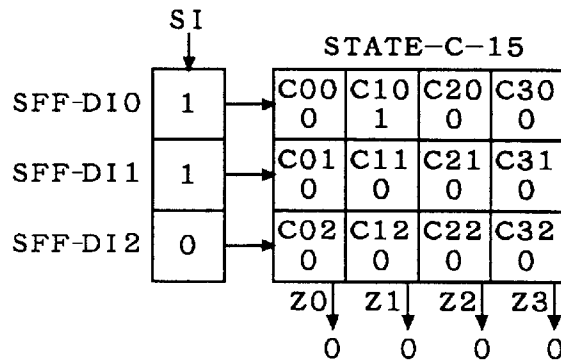 SI
STATE-C-15
SFF-DI0 1 C00 C10 C20 C30
0 1 0 0
SFF-DI1 1 C01 C11 C21 C31
0 0 0 0
SFF-DI2 0 C02 C12 C22 C32
0 0 0 0
Z0 Z1 Z2 Z3
0 0 0 0